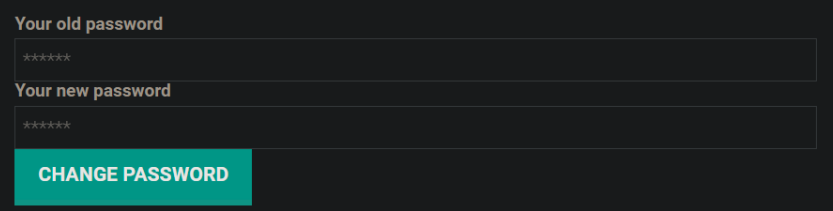 Your old password
******
Your new password
******
CHANGE PASSWORD